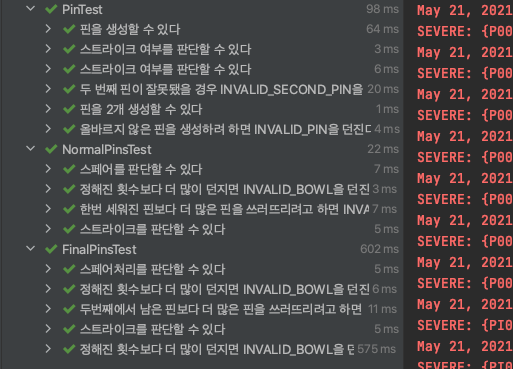 PinTest 98 ms
핀을 생성할 수 있다 64 ms
스트라이크 여부를 판단할 수 있다 3 ms
스트라이크 여부를 판단할 수 있다 6 ms
두 번째 핀이 잘못됐을 경우 INVALID_SECOND_PIN을 20 ms
핀을 2개 생성할 수 있다 1 ms
올바르지 않은 핀을 생성하려 하면 INVALID_PIN을 던진다 4 ms
NormalPinsTest 22 ms
스페어를 판단할 수 있다 7 ms
정해진 횟수보다 더 많이 던지면 INVALID_BOWL을 던진 3 ms
한번 세워진 핀보다 더 많은 핀을 쓰러뜨리려고 하면 INVA 7 ms
스트라이크를 판단할 수 있다 5 ms
FinalPinsTest 602 ms
스페어처리를 판단할 수 있다 5 ms
정해진 횟수보다 더 많이 던지면 INVALID_BOWL을 던 6 ms
두번째에서 남은 핀보다 더 많은 핀을 쓰러뜨리려고 하면 11 ms
스트라이크를 판단할 수 있다 5 ms
정해진 횟수보다 더 많이 던지면 INVALID_BOWL을 던 575 ms
May 21, 2021
SEVERE: {P00
May 21, 2021
SEVERE: {P00
May 21, 2021
SEVERE: {P00
May 21, 2021
SEVERE: {P00
May 21, 2021
SEVERE: {P00
May 21, 2021
SEVERE: {P00
May 21, 2021
SEVERE: {P00
May 21, 2021
SEVERE: {PI0
May 21, 2021
SEVERE: {PI0